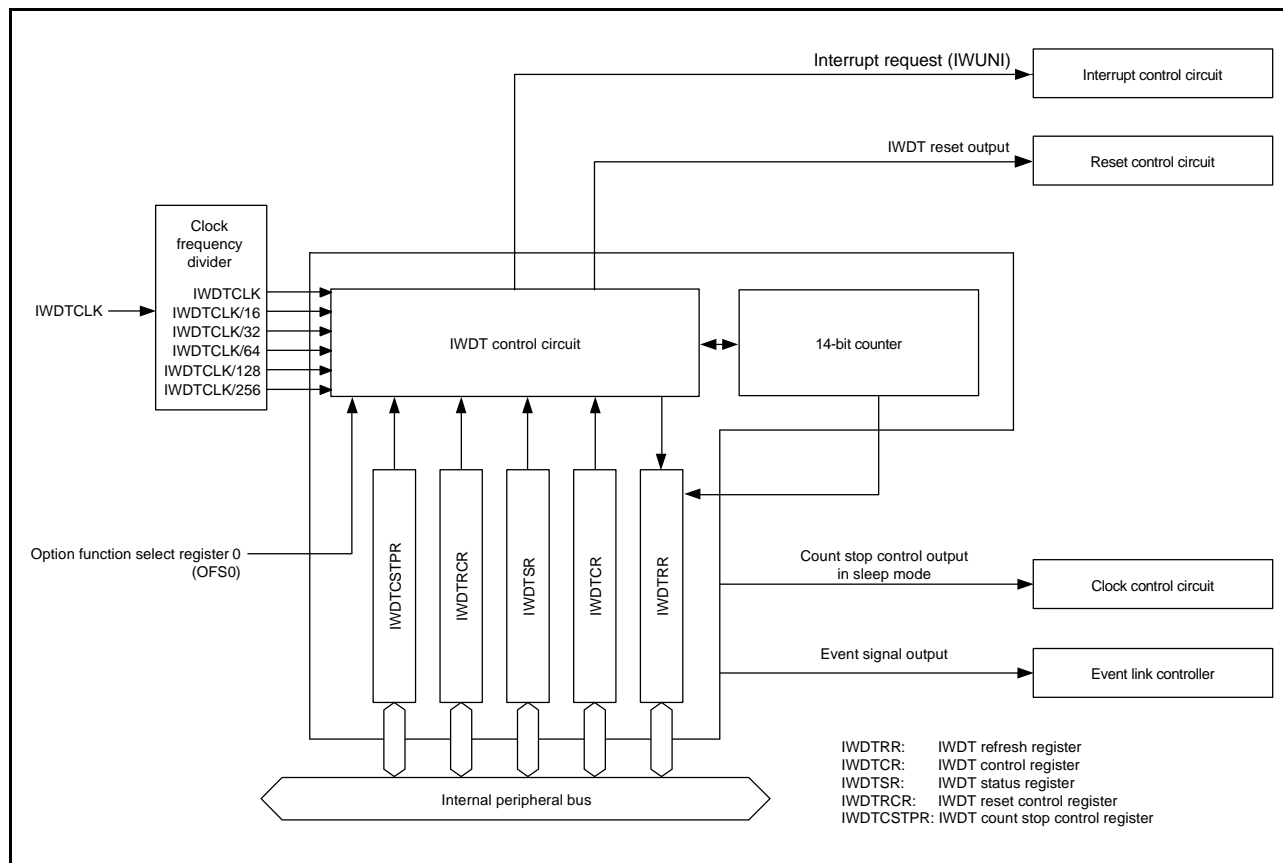 Interrupt request (IWUNI)
Interrupt control circuit
IWDT reset output
Reset control circuit
Clock
frequency
divider
IWDTCLK
IWDTCLK
IWDTCLK/16
IWDTCLK/32
IWDTCLK/64
IWDTCLK/128
IWDTCLK/256
IWDT control circuit
14-bit counter
Option function select register 0
(OFS0)
IWDTCSTPR
IWDTRCR
IWDTSR
IWDTCR
IWDTRR
Count stop control output
in sleep mode
Clock control circuit
Event signal output
Event link controller
Internal peripheral bus
IWDTRR: IWDT refresh register
IWDTCR: IWDT control register
IWDTSR: IWDT status register
IWDTRCR: IWDT reset control register
IWDTCSTPR: IWDT count stop control register